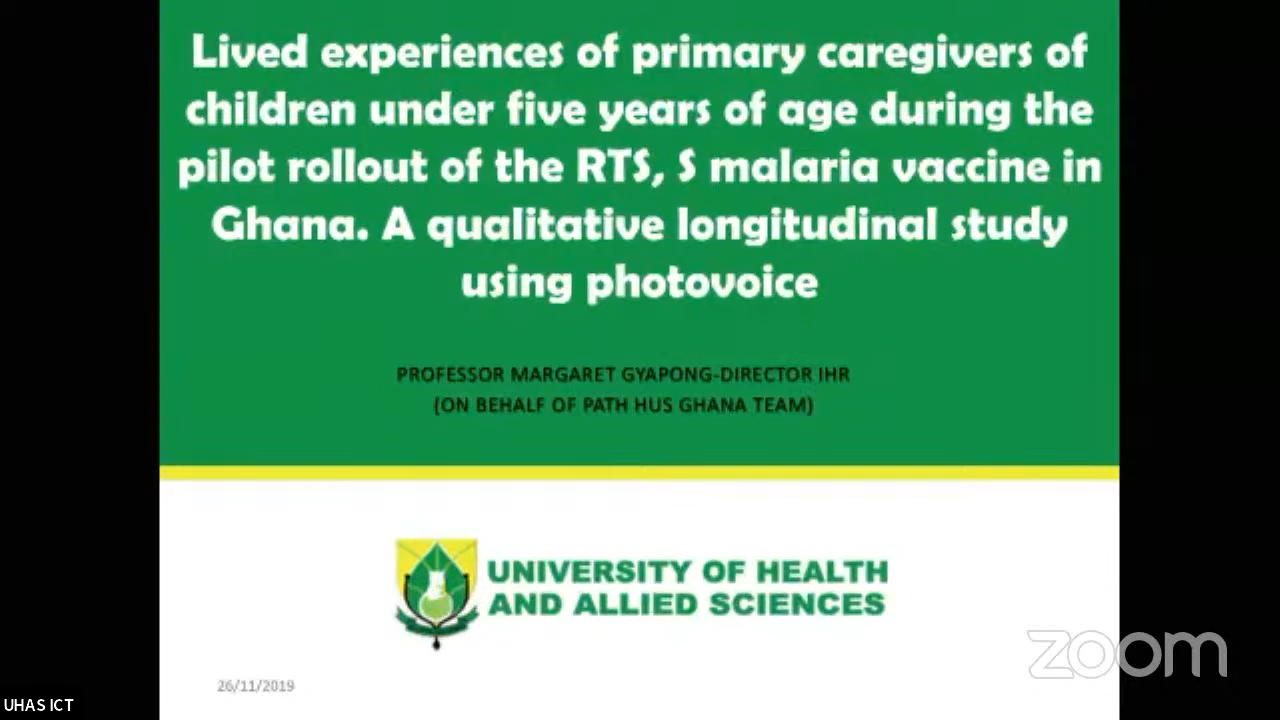 Lived experiences of primary caregivers of
children under five years of age during the
pilot rollout of the RTS, S malaria vaccine in
Ghana. A qualitative longitudinal study
using photovoice
PROFESSOR MARGARET GYAPONG-DIRECTOR IHR
(ON BEHALF OF PATH HUS GHANA TEAM)
UNIVERSITY OF HEALTH
AND ALLIED SCIENCES
zoom
26/11/2019
UHAS ICT